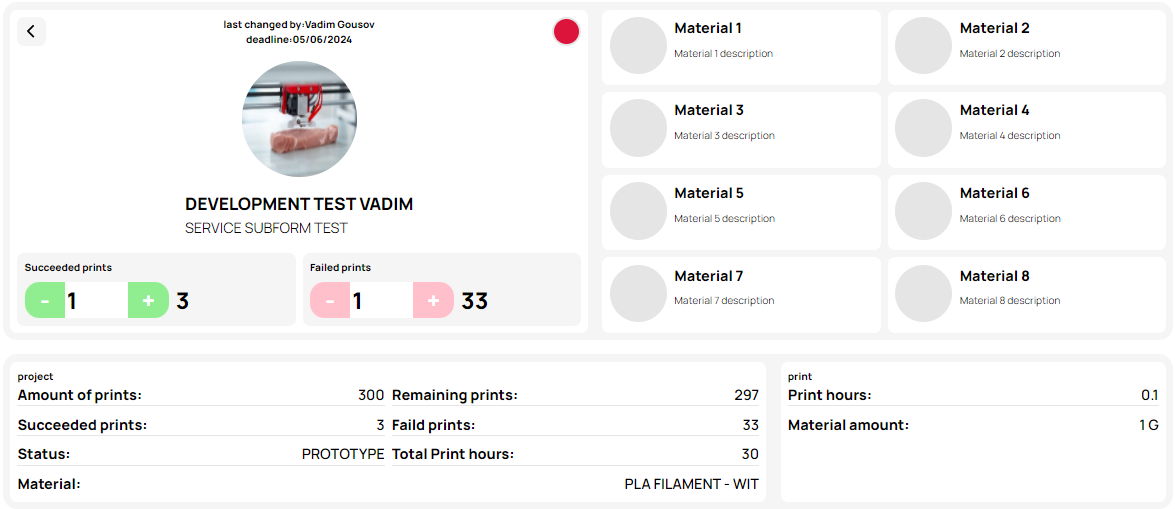 last changed by:Vadim Gousov
deadline:05/06/2024
DEVELOPMENT TEST VADIM
SERVICE SUBFORM TEST
Succeeded prints
- 1 + 3
Failed prints
- 1 + 33
Material 1
Material 1 description
Material 2
Material 2 description
Material 3
Material 3 description
Material 4
Material 4 description
Material 5
Material 5 description
Material 6
Material 6 description
Material 7
Material 7 description
Material 8
Material 8 description
project
Amount of prints: 300 Remaining prints: 297
Succeeded prints: 3 Faild prints: 33
Status: PROTOTYPE Total Print hours: 30
Material: PLA FILAMENT - WIT
print
Print hours: 0.1
Material amount: 1 G